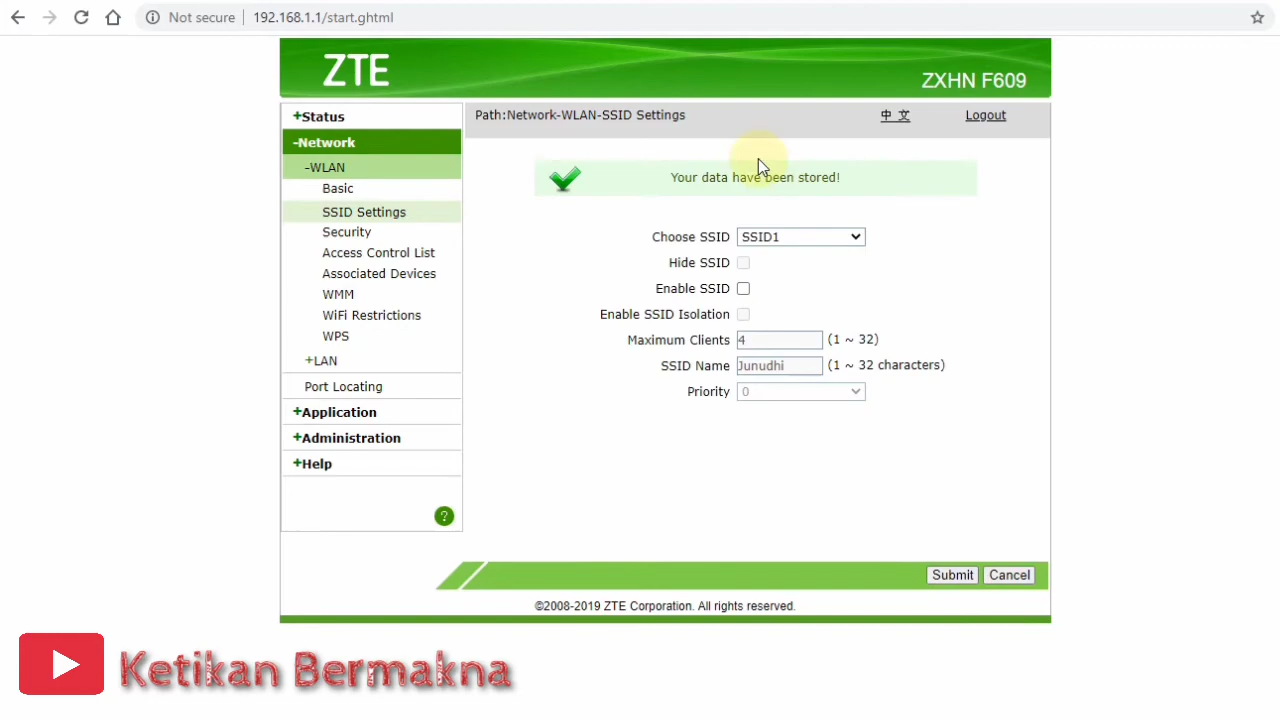 Not secure
192.168.1.1/start.ghtml
ZTE
ZXHN F609
+Status
-Network
-WLAN
Basic
SSID Settings
Security
Access Control List
Associated Devices
WMM
WiFi Restrictions
WPS
+LAN
Port Locating
+Application
+Administration
+Help
?
Path:Network-WLAN-SSID Settings
中 文
Logout
Your data have been stored!
Choose SSID SSID1
Hide SSID
Enable SSID
Enable SSID Isolation
Maximum Clients 4 (1 ~ 32)
SSID Name Junudhi (1 ~ 32 characters)
Priority 0
Submit Cancel
©2008-2019 ZTE Corporation. All rights reserved.
Ketikan Bermakna